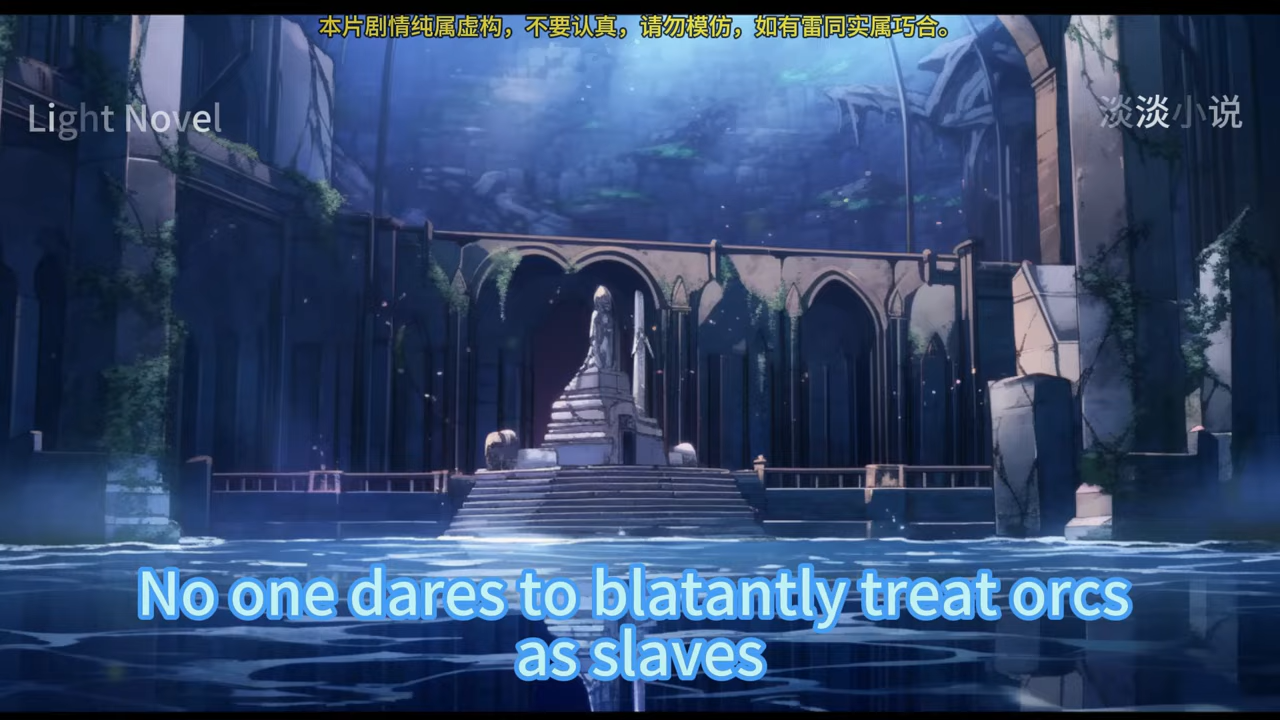 本片剧情纯属虚构，不要认真，请勿模仿，如有雷同实属巧合。
Light Novel
淡淡小说
No one dares to blatantly treat orcs
as slaves